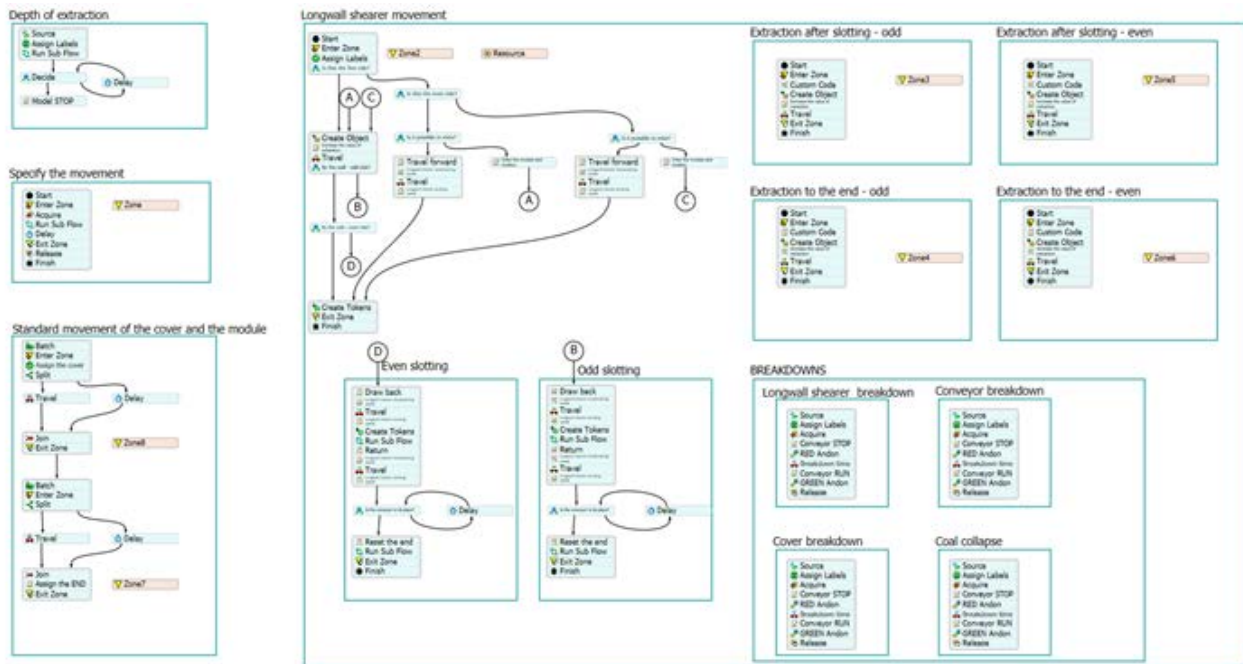 Depth of extraction
Source
Assign Labels
Run Sub Flow
Decide
Delay
Model STOP
Specify the movement
Start
Enter Zone
Acquire
Run Sub Flow
Delay
Exit Zone
Release
Finish
Zone
Standard movement of the cover and the module
Batch
Enter Zone
Assign the cover
Split
Travel
Delay
Join
Exit Zone
Zone8
Batch
Enter Zone
Split
Travel
Delay
Join
Assign the END
Exit Zone
Zone7
Longwall shearer movement
Start
Enter Zone
Assign Labels
Zone2
Resource
A
C
Create Object
Travel
B
D
Travel forward
Travel
A
Travel forward
Travel
C
Create Tokens
Exit Zone
Finish
D
Even slotting
Draw back
Travel
Create Tokens
Run Sub Flow
Return
Travel
Delay
Reset the end
Run Sub Flow
Exit Zone
Finish
B
Odd slotting
Draw back
Travel
Create Tokens
Run Sub Flow
Return
Travel
Delay
Reset the end
Run Sub Flow
Exit Zone
Finish
Extraction after slotting - odd
Start
Enter Zone
Custom Code
Create Object
Travel
Exit Zone
Finish
Zone3
Extraction after slotting - even
Start
Enter Zone
Custom Code
Create Object
Travel
Exit Zone
Finish
Zone5
Extraction to the end - odd
Start
Enter Zone
Custom Code
Create Object
Travel
Exit Zone
Finish
Zone4
Extraction to the end - even
Start
Enter Zone
Custom Code
Create Object
Travel
Exit Zone
Finish
Zone6
BREAKDOWNS
Longwall shearer breakdown
Source
Assign Labels
Acquire
Conveyor STOP
RED Andon
Breakdown time
Conveyor RUN
GREEN Andon
Release
Conveyor breakdown
Source
Assign Labels
Acquire
Conveyor STOP
RED Andon
Breakdown time
Conveyor RUN
GREEN Andon
Release
Cover breakdown
Source
Assign Labels
Acquire
Conveyor STOP
RED Andon
Breakdown time
Conveyor RUN
GREEN Andon
Release
Coal collapse
Source
Assign Labels
Acquire
Conveyor STOP
RED Andon
Breakdown time
Conveyor RUN
GREEN Andon
Release